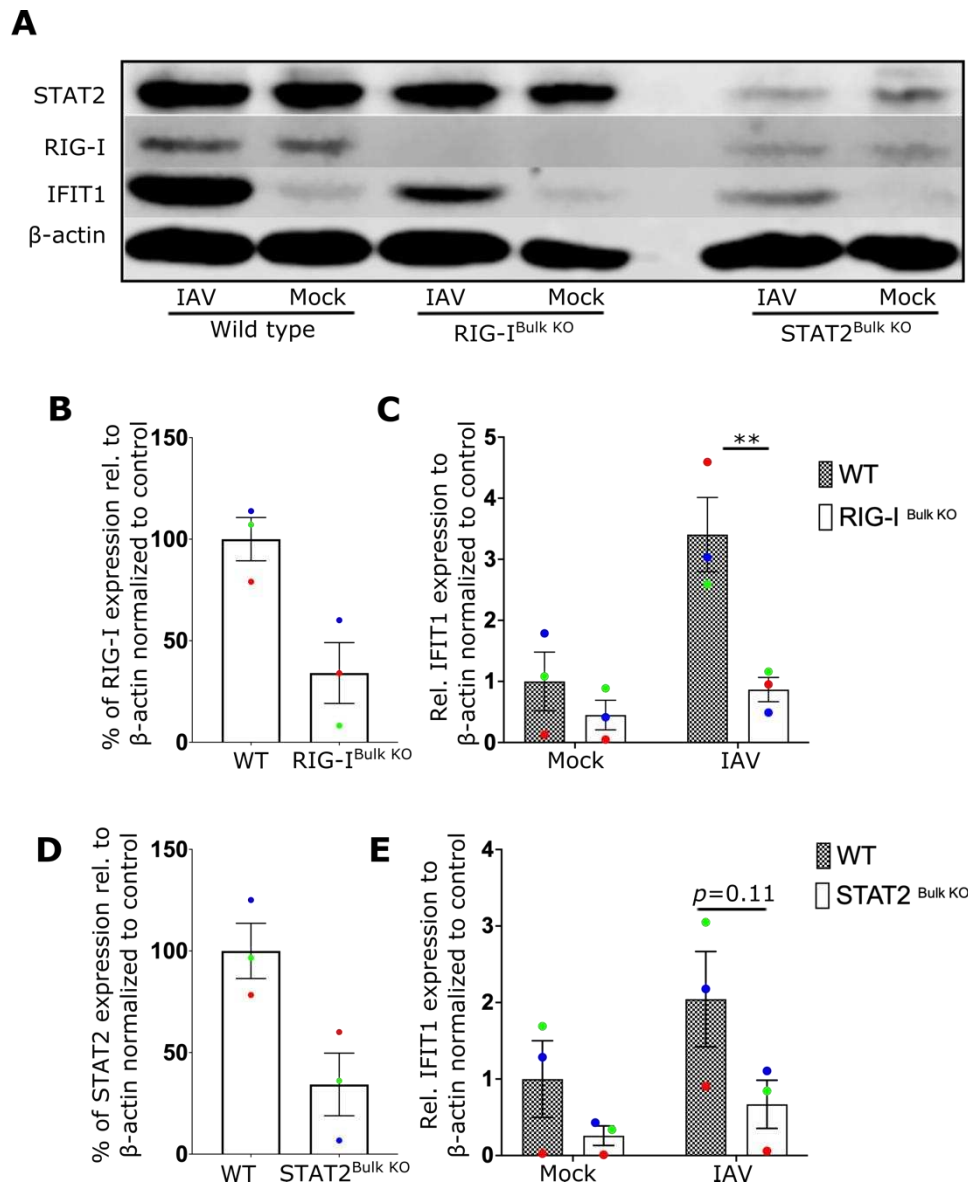 A
STAT2
RIG-I
IFIT1
β-actin
IAV Mock IAV Mock IAV Mock
Wild type RIG-I Bulk KO STAT2 Bulk KO
B
% of RIG-I expression rel. to
β-actin normalized to control
150
100
50
0
WT RIG-I Bulk KO
C
Rel. IFIT1 expression to
β-actin normalized to control
5
4
3
2
1
0
**
Mock IAV
WT
RIG-I Bulk KO
D
% of STAT2 expression rel. to
β-actin normalized to control
150
100
50
0
WT STAT2 Bulk KO
E
Rel. IFIT1 expression to
β-actin normalized to control
4
3
2
1
0
p=0.11
Mock IAV
WT
STAT2 Bulk KO